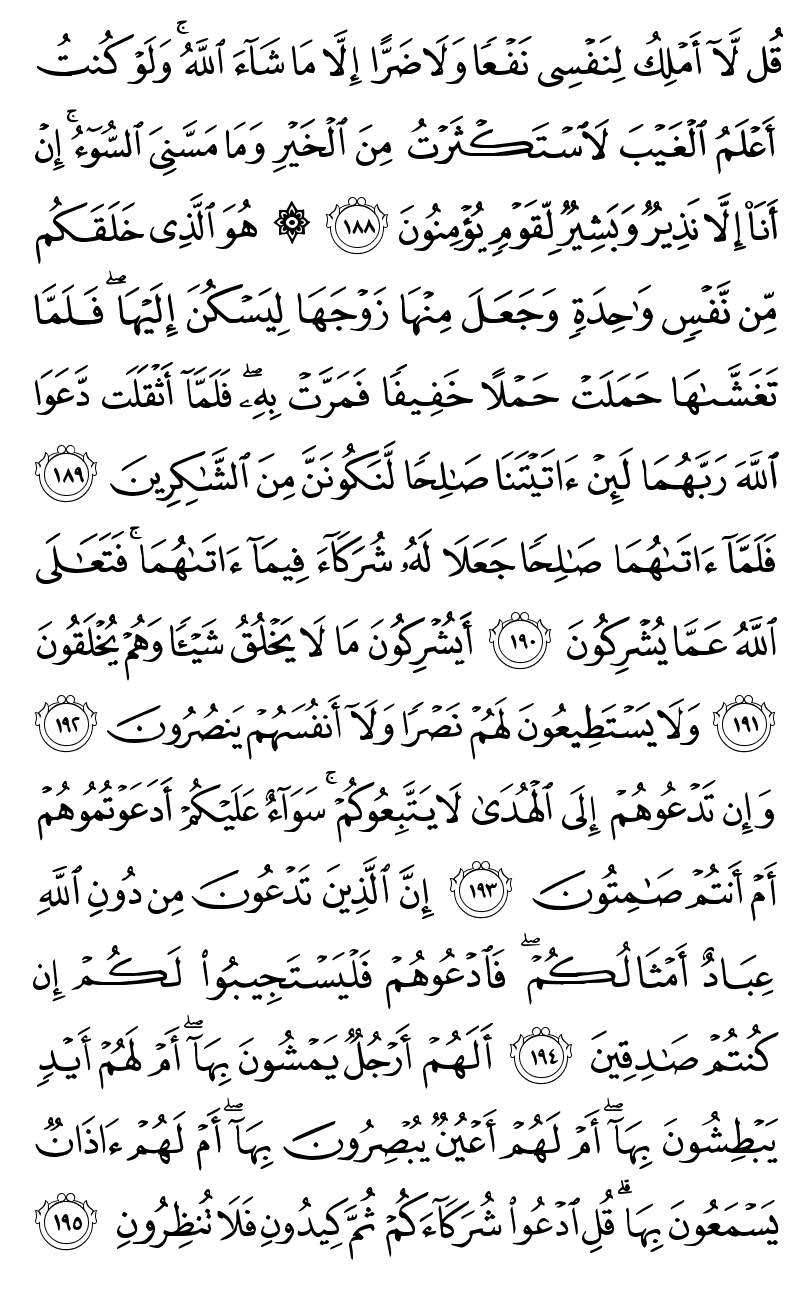 قُل لَّآ أَمْلِكُ لِنَفْسِى نَفْعًا وَلَا ضَرًّا إِلَّا مَا شَآءَ ٱللَّهُ ۚ وَلَوْ كُنتُ
أَعْلَمُ ٱلْغَيْبَ لَٱسْتَكْثَرْتُ مِنَ ٱلْخَيْرِ وَمَا مَسَّنِىَ ٱلسُّوٓءُ ۚ إِنْ
أَنَا۠ إِلَّا نَذِيرٌ وَبَشِيرٌ لِّقَوْمٍ يُؤْمِنُونَ ١٨٨ ۞ هُوَ ٱلَّذِى خَلَقَكُم
مِّن نَّفْسٍ وَٰحِدَةٍ وَجَعَلَ مِنْهَا زَوْجَهَا لِيَسْكُنَ إِلَيْهَا ۖ فَلَمَّا
تَغَشَّىٰهَا حَمَلَتْ حَمْلًا خَفِيفًا فَمَرَّتْ بِهِۦ ۖ فَلَمَّآ أَثْقَلَت دَّعَوَا
ٱللَّهَ رَبَّهُمَا لَئِنْ ءَاتَيْتَنَا صَٰلِحًا لَّنَكُونَنَّ مِنَ ٱلشَّٰكِرِينَ ١٨٩
فَلَمَّآ ءَاتَىٰهُمَا صَٰلِحًا جَعَلَا لَهُۥ شُرَكَآءَ فِيمَآ ءَاتَىٰهُمَا ۚ فَتَعَٰلَى
ٱللَّهُ عَمَّا يُشْرِكُونَ ١٩٠ أَيُشْرِكُونَ مَا لَا يَخْلُقُ شَيْـًٔا وَهُمْ يُخْلَقُونَ
١٩١ وَلَا يَسْتَطِيعُونَ لَهُمْ نَصْرًا وَلَآ أَنفُسَهُمْ يَنصُرُونَ ١٩٢
وَإِن تَدْعُوهُمْ إِلَى ٱلْهُدَىٰ لَا يَتَّبِعُوكُمْ ۚ سَوَآءٌ عَلَيْكُمْ أَدَعَوْتُمُوهُمْ
أَمْ أَنتُمْ صَٰمِتُونَ ١٩٣ إِنَّ ٱلَّذِينَ تَدْعُونَ مِن دُونِ ٱللَّهِ
عِبَادٌ أَمْثَالُكُمْ ۖ فَٱدْعُوهُمْ فَلْيَسْتَجِيبُوا۟ لَكُمْ إِن
كُنتُمْ صَٰدِقِينَ ١٩٤ أَلَهُمْ أَرْجُلٌ يَمْشُونَ بِهَآ ۖ أَمْ لَهُمْ أَيْدٍ
يَبْطِشُونَ بِهَآ ۖ أَمْ لَهُمْ أَعْيُنٌ يُبْصِرُونَ بِهَآ ۖ أَمْ لَهُمْ ءَاذَانٌ
يَسْمَعُونَ بِهَا ۗ قُلِ ٱدْعُوا۟ شُرَكَآءَكُمْ ثُمَّ كِيدُونِ فَلَا تُنظِرُونِ ١٩٥